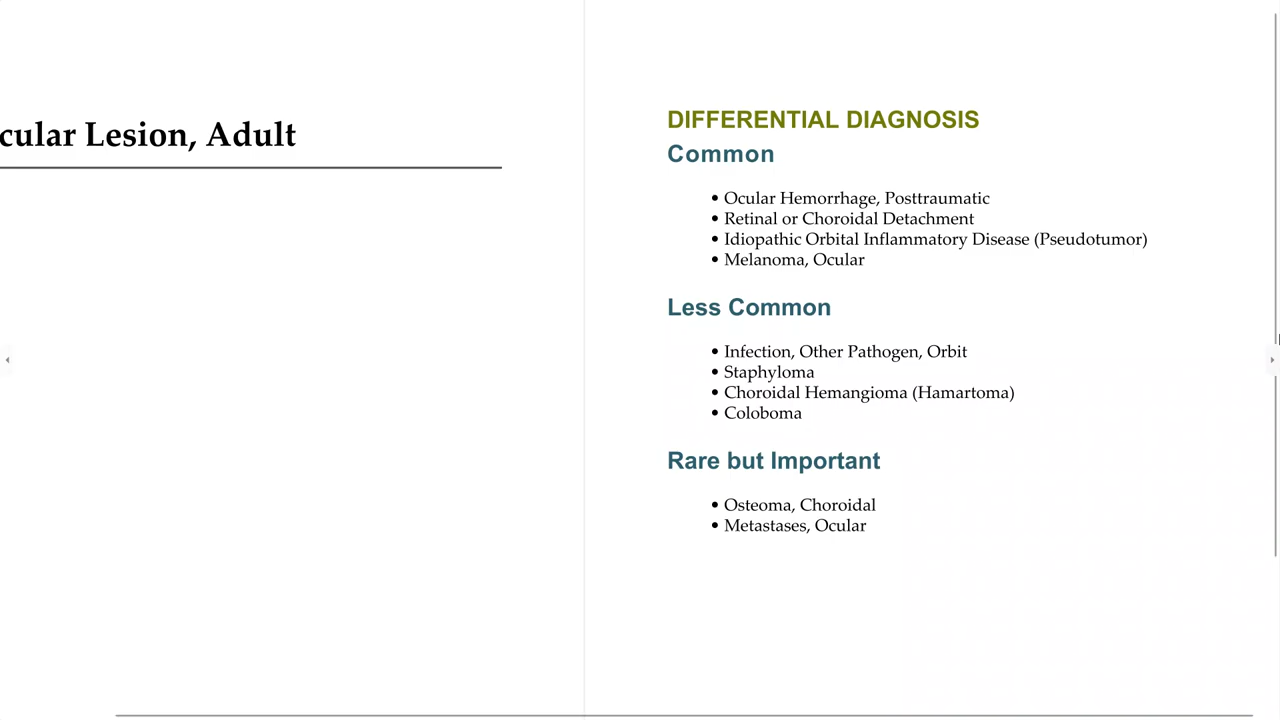 cular Lesion, Adult
DIFFERENTIAL DIAGNOSIS
Common
• Ocular Hemorrhage, Posttraumatic
• Retinal or Choroidal Detachment
• Idiopathic Orbital Inflammatory Disease (Pseudotumor)
• Melanoma, Ocular
Less Common
• Infection, Other Pathogen, Orbit
• Staphyloma
• Choroidal Hemangioma (Hamartoma)
• Coloboma
Rare but Important
• Osteoma, Choroidal
• Metastases, Ocular